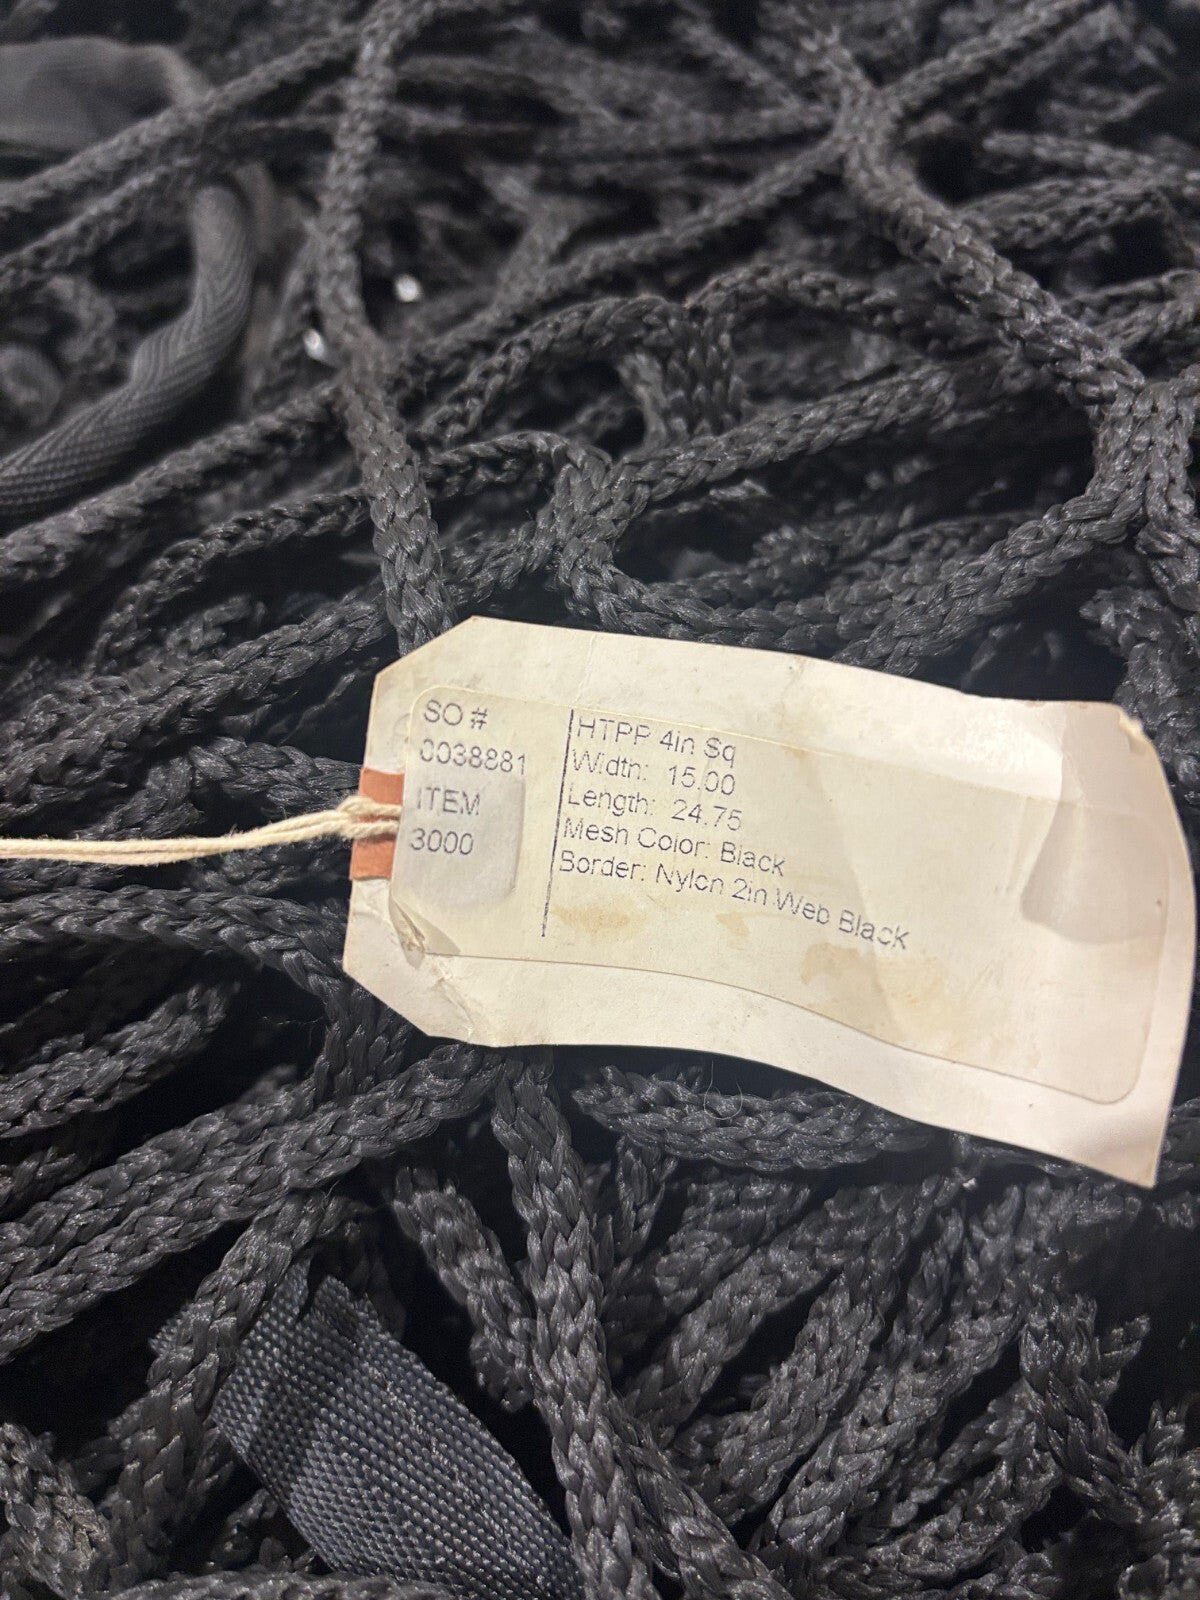 SO #
0038881
ITEM
3000
HTPP 4in Sq
Width: 15.00
Length: 24.75
Mesh Color: Black
Border: Nylon 2in Web Black